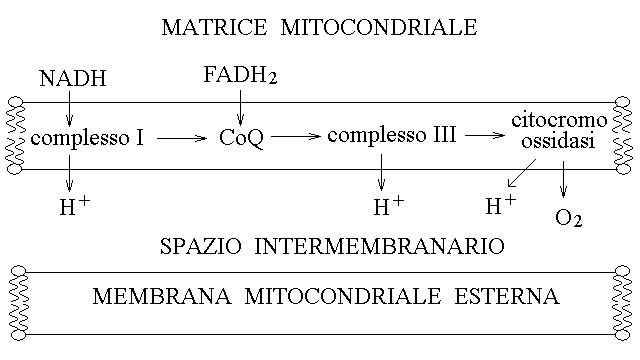 MATRICE MITOCONDRIALE
NADH FADH2
complesso I CoQ complesso III citocromo
ossidasi
H+ H+ H+ O2
SPAZIO INTERMEMBRANARIO
MEMBRANA MITOCONDRIALE ESTERNA